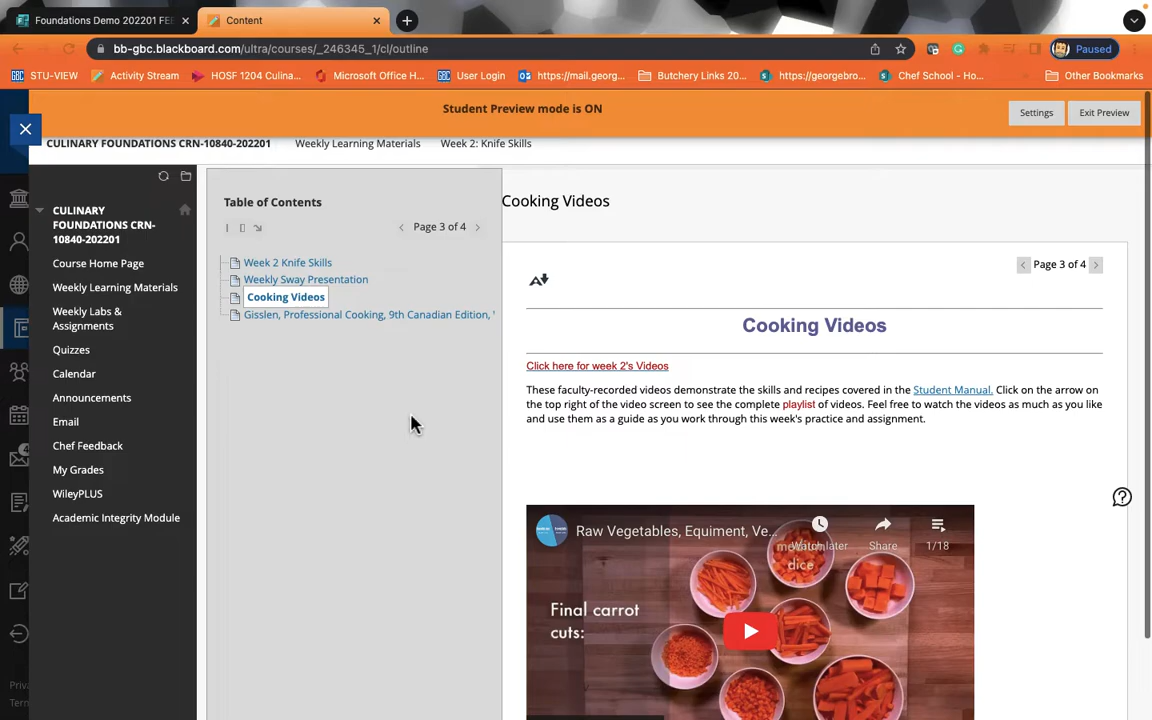 Foundations Demo 202201 FEB
Content
bb-gbc.blackboard.com/ultra/courses/_246345_1/cl/outline
Paused
STU-VIEW
Activity Stream
HOSF 1204 Culina...
Microsoft Office H...
User Login
https://mail.georg...
Butchery Links 20...
https://georgebro...
Chef School - Ho...
Other Bookmarks
Student Preview mode is ON
Settings
Exit Preview
CULINARY FOUNDATIONS CRN-10840-202201
Weekly Learning Materials
Week 2: Knife Skills
CULINARY
FOUNDATIONS CRN-
10840-202201
Course Home Page
Weekly Learning Materials
Weekly Labs &
Assignments
Quizzes
Calendar
Announcements
Email
Chef Feedback
My Grades
WileyPLUS
Academic Integrity Module
Priv
Term
Table of Contents
Page 3 of 4
Week 2 Knife Skills
Weekly Sway Presentation
Cooking Videos
Gisslen, Professional Cooking, 9th Canadian Edition,
Cooking Videos
Page 3 of 4
Cooking Videos
Click here for week 2's Videos
These faculty-recorded videos demonstrate the skills and recipes covered in the Student Manual. Click on the arrow on
the top right of the video screen to see the complete playlist of videos. Feel free to watch the videos as much as you like
and use them as a guide as you work through this week's practice and assignment.
Raw Vegetables, Equiment, Ve...
Watch later
Share
1/18
medium
dice
Final carrot
cuts: